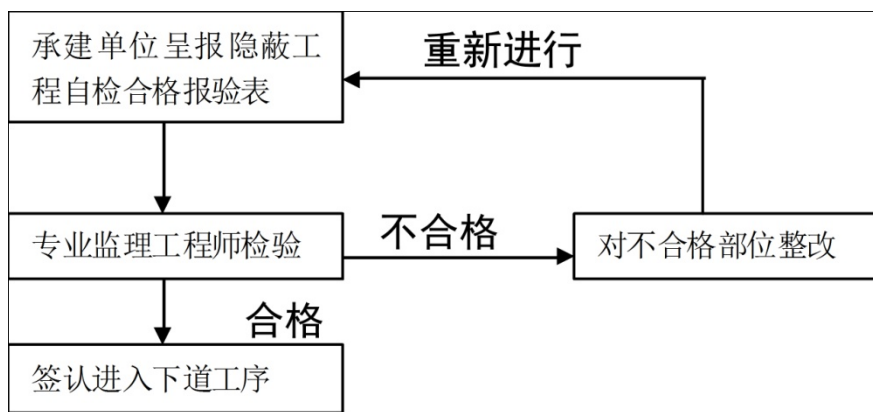 承建单位呈报隐蔽工
程自检合格报验表
重新进行
专业监理工程师检验
不合格
对不合格部位整改
合格
签认进入下道工序